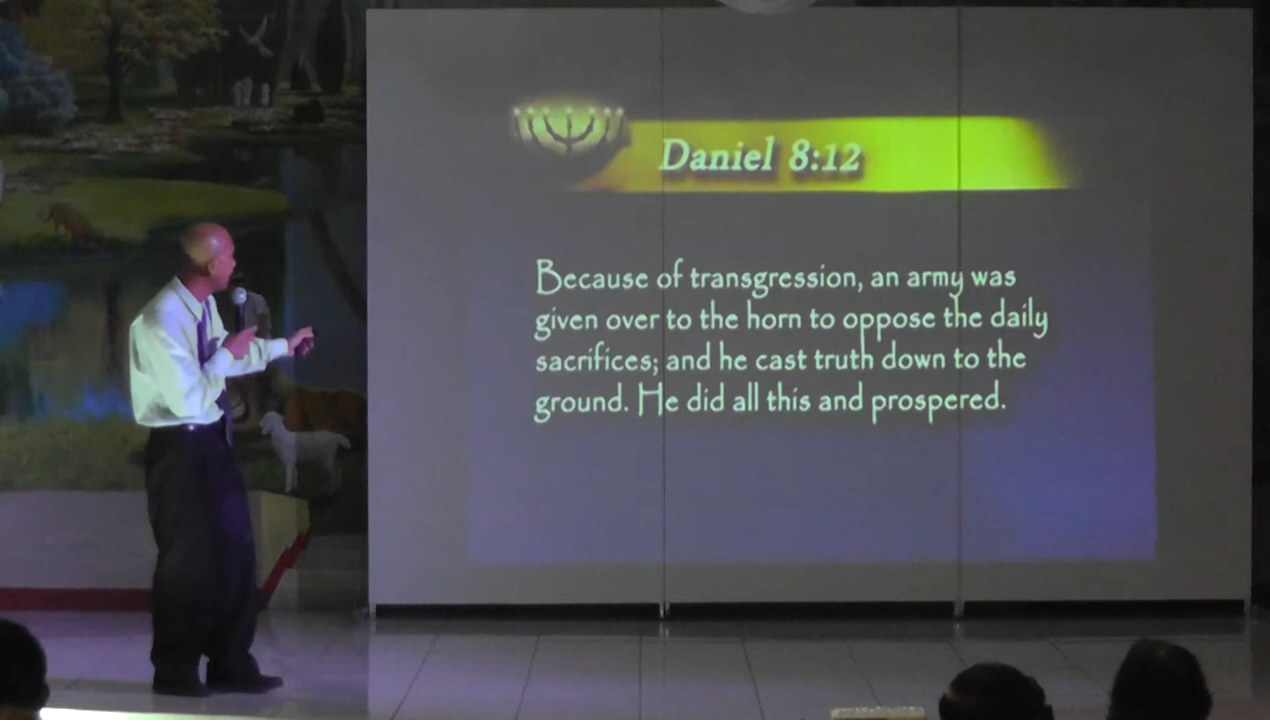 Daniel 8:12
Because of transgression, an army was
given over to the horn to oppose the daily
sacrifices; and he cast truth down to the
ground. He did all this and prospered.